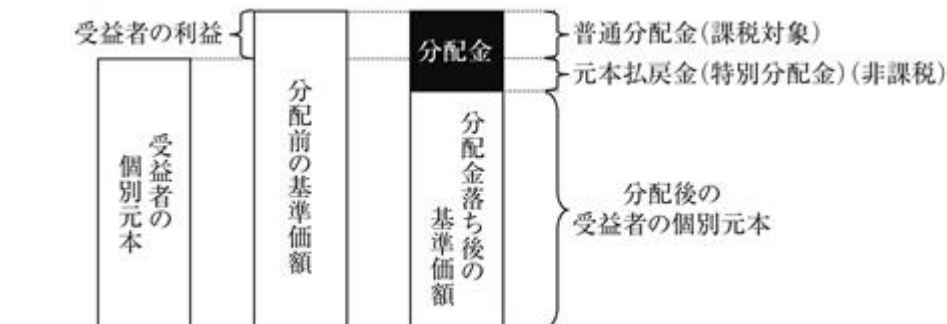 受益者の利益
受益者の
個別元本
分配前の基準価額
分配金
分配金落ち後の
基準価額
普通分配金(課税対象)
元本払戻金(特別分配金)(非課税)
分配後の
受益者の個別元本